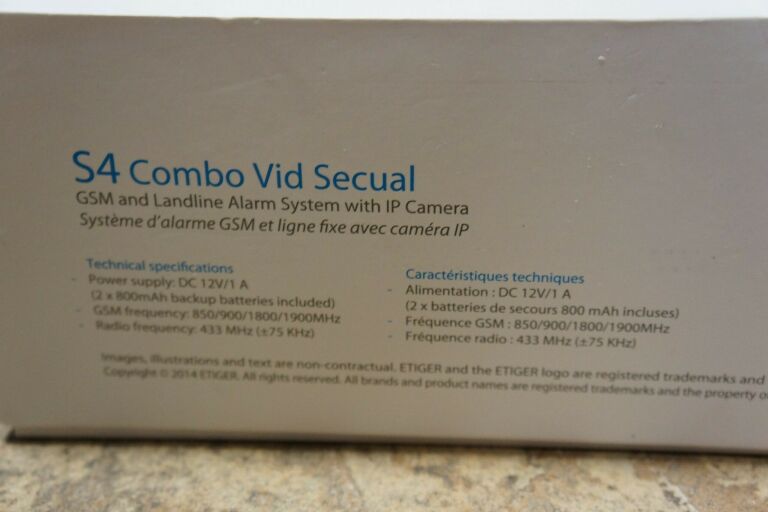 S4 Combo Vid Secual
GSM and Landline Alarm System with IP Camera
Système d'alarme GSM et ligne fixe avec caméra IP
Technical specifications
- Power supply: DC 12V/1 A
(2 x 800mAh backup batteries included)
- GSM frequency: 850/900/1800/1900MHz
- Radio frequency: 433 MHz (±75 KHz)
Caractéristiques techniques
- Alimentation : DC 12V/1 A
(2 x batteries de secours 800 mAh incluses)
- Fréquence GSM : 850/900/1800/1900MHz
- Fréquence radio : 433 MHz (±75 KHz)
Images, illustrations and text are non-contractual. ETIGER and the ETIGER logo are registered trademarks and
Copyright © 2014 ETIGER. All rights reserved. All brands and product names are registered trademarks and the property o